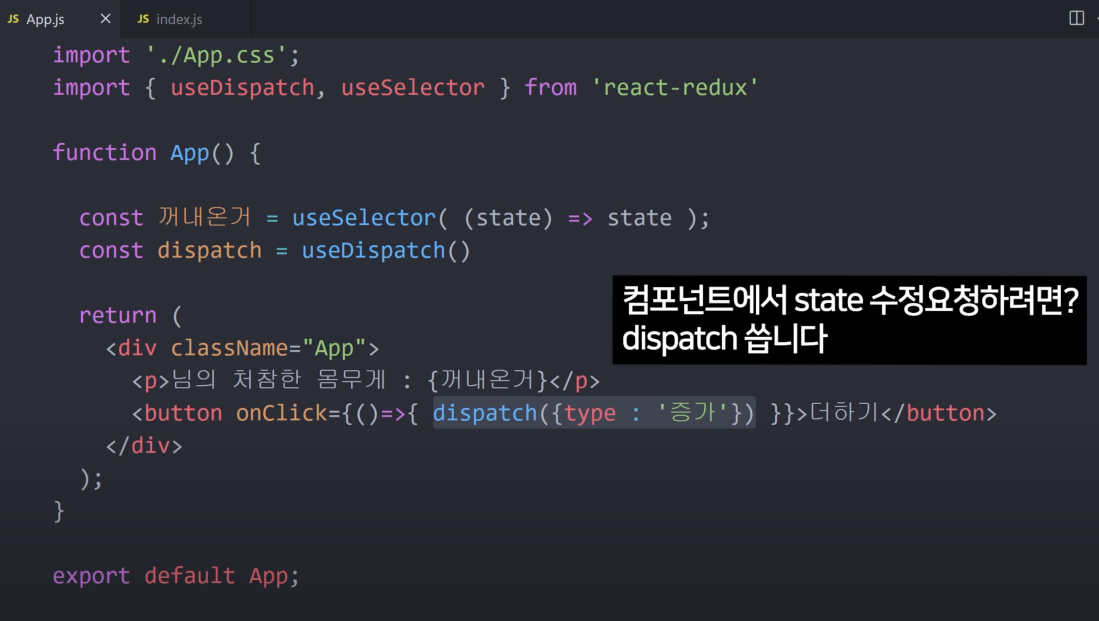 JS App.js × JS index.js
import './App.css';
import { useDispatch, useSelector } from 'react-redux'
function App() {
const 꺼내온거 = useSelector( (state) => state );
const dispatch = useDispatch()
컴포넌트에서 state 수정요청하려면?
dispatch 씁니다
return (
<div className="App">
<p>님의 처참한 몸무게 : {꺼내온거}</p>
<button onClick={()=>{ dispatch({type : '증가'}) }}>더하기</button>
</div>
);
}
export default App;